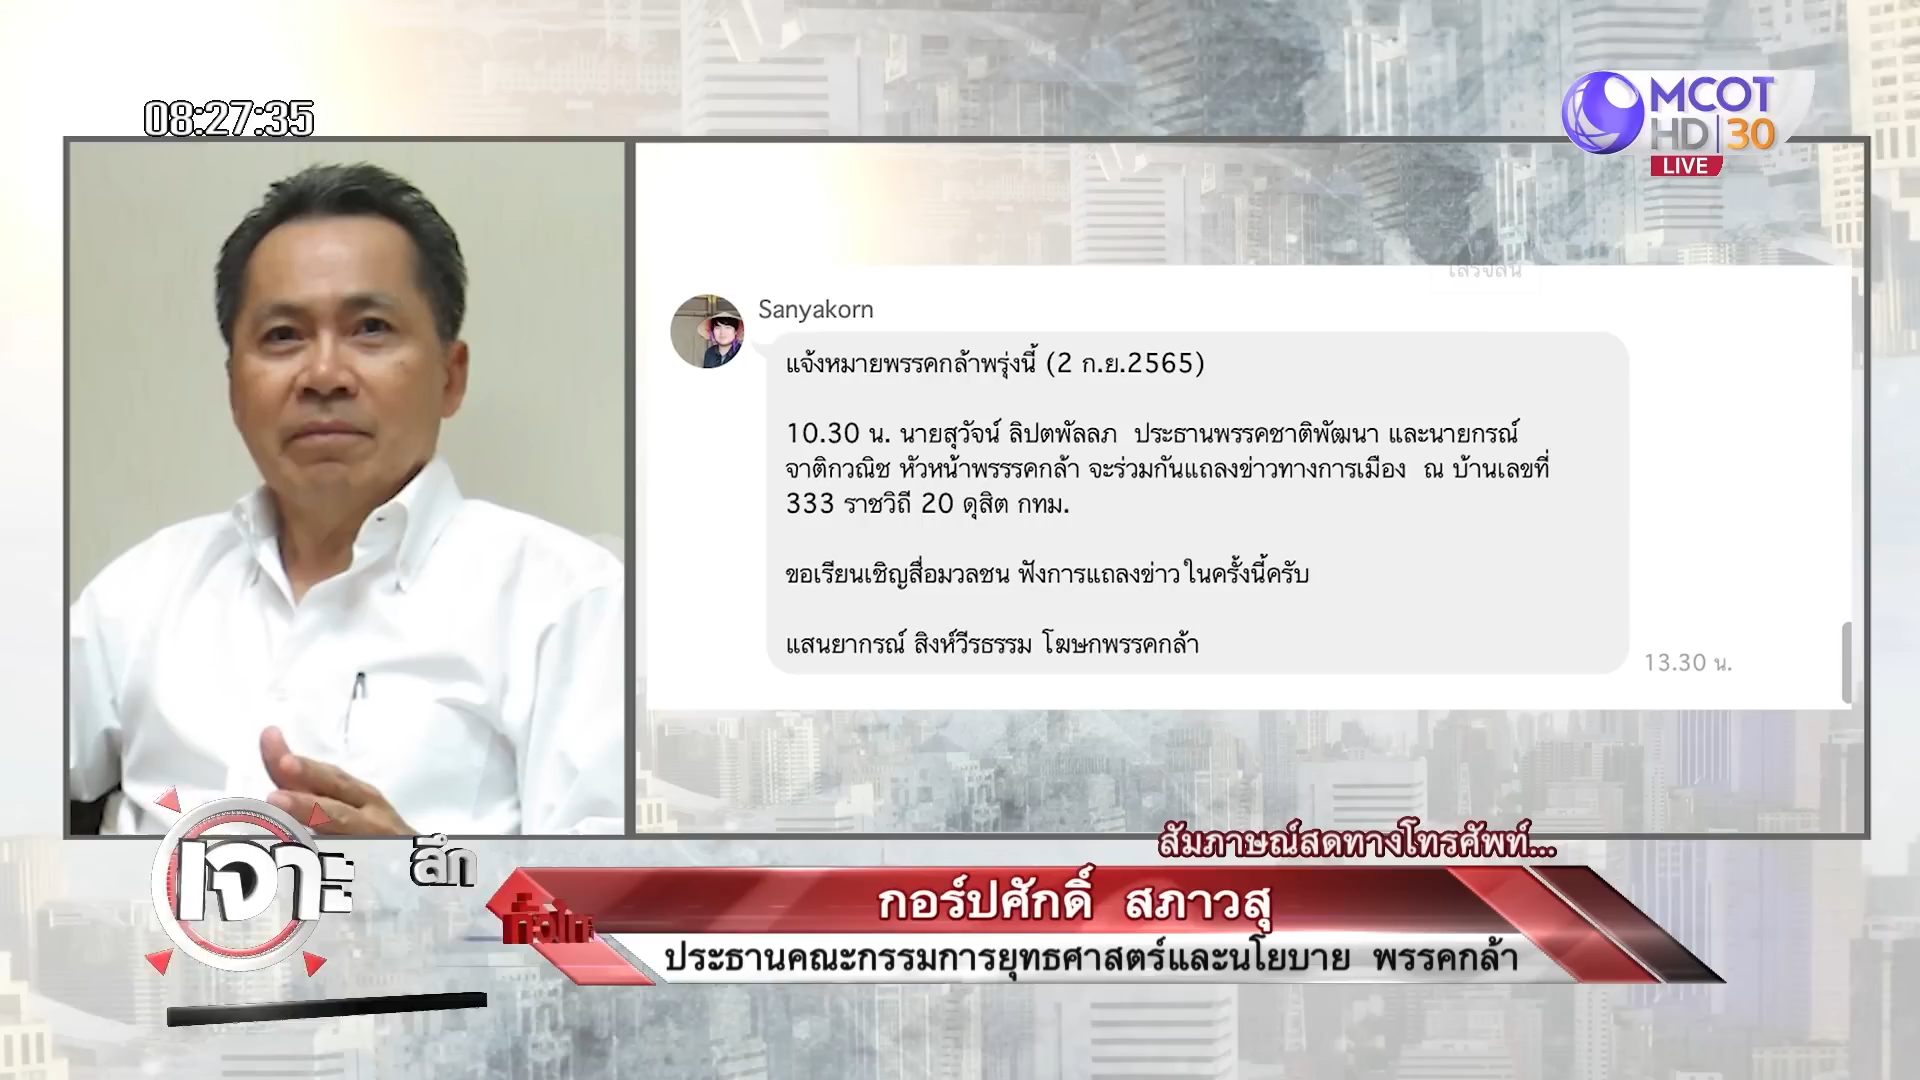 08:27:35
MCOT
HD 30
LIVE
Sanyakorn
แจ้งหมายพรรคกล้าพรุ่งนี้ (2 ก.ย.2565)
10.30 น. นายสุวัจน์ ลิปตพัลลภ ประธานพรรคชาติพัฒนา และนายกรณ์
จาติกวณิช หัวหน้าพรรรคกล้า จะร่วมกันแถลงข่าวทางการเมือง ณ บ้านเลขที่
333 ราชวิถี 20 ดุสิต กทม.
ขอเรียนเชิญสื่อมวลชน ฟังการแถลงข่าวในครั้งนี้ครับ
แสนยากรณ์ สิงห์วีรธรรม โฆษกพรรคกล้า
13.30 น.
สัมภาษณ์สดทางโทรศัพท์...
เจาะ ลึก
ทั่วไทย
กอร์ปศักดิ์ สภาวสุ
ประธานคณะกรรมการยุทธศาสตร์และนโยบาย พรรคกล้า